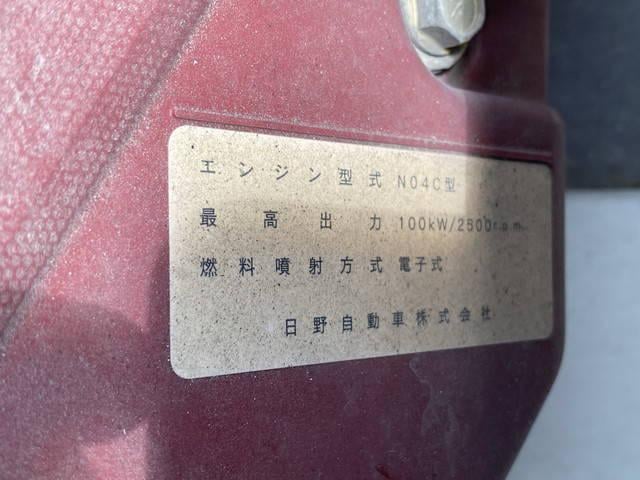 エンジン型式 N04C型
最高出力 100kW/2500r.p.m.
燃料噴射方式 電子式
日野自動車株式会社